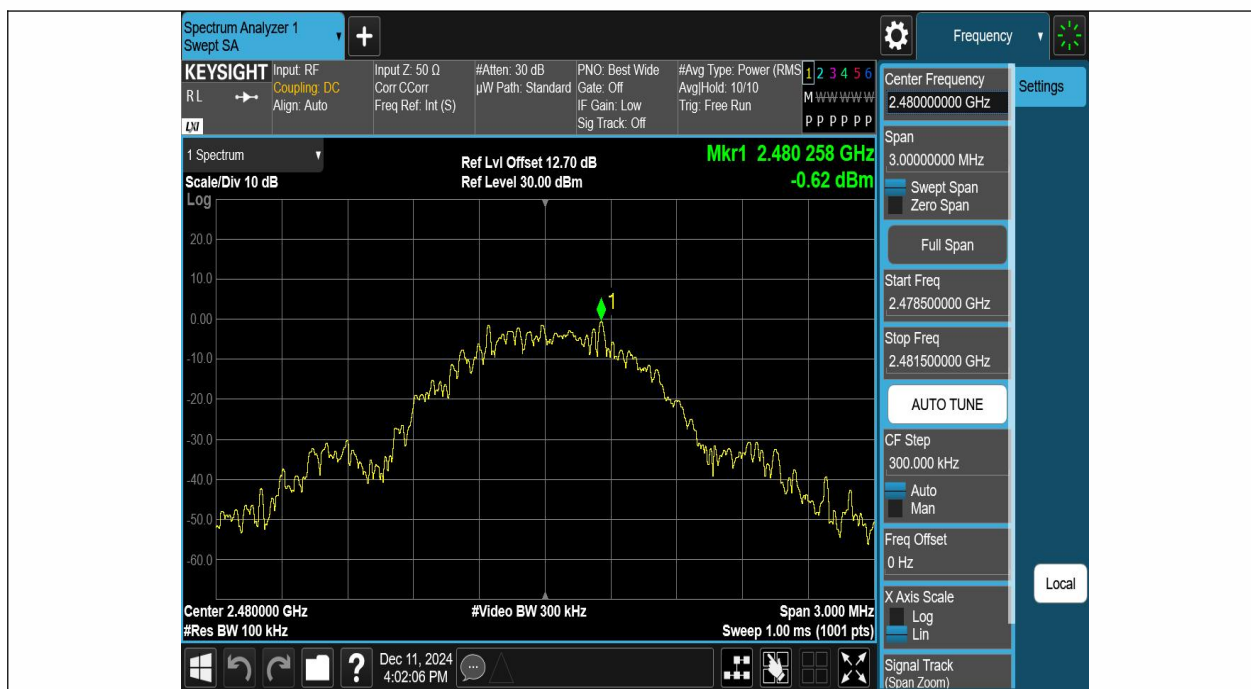 Spectrum Analyzer 1
Swept SA
+
Frequency
KEYSIGHT
RL
LXI
Input: RF
Coupling: DC
Align: Auto
Input Z: 50 Ω
Corr CCorr
Freq Ref: Int (S)
#Atten: 30 dB
µW Path: Standard
PNO: Best Wide
Gate: Off
IF Gain: Low
Sig Track: Off
#Avg Type: Power (RMS
Avg|Hold: 10/10
Trig: Free Run
1 2 3 4 5 6
M W W W W W
P P P P P P
1 Spectrum
Scale/Div 10 dB
Log
Ref Lvl Offset 12.70 dB
Ref Level 30.00 dBm
Mkr1 2.480 258 GHz
-0.62 dBm
20.0
10.0
0.00
-10.0
-20.0
-30.0
-40.0
-50.0
-60.0
1
Center 2.480000 GHz
#Res BW 100 kHz
#Video BW 300 kHz
Span 3.000 MHz
Sweep 1.00 ms (1001 pts)
?
Dec 11, 2024
4:02:06 PM
Center Frequency
2.480000000 GHz
Settings
Span
3.00000000 MHz
Swept Span
Zero Span
Full Span
Start Freq
2.478500000 GHz
Stop Freq
2.481500000 GHz
AUTO TUNE
CF Step
300.000 kHz
Auto
Man
Freq Offset
0 Hz
X Axis Scale
Log
Lin
Signal Track
(Span Zoom)
Local